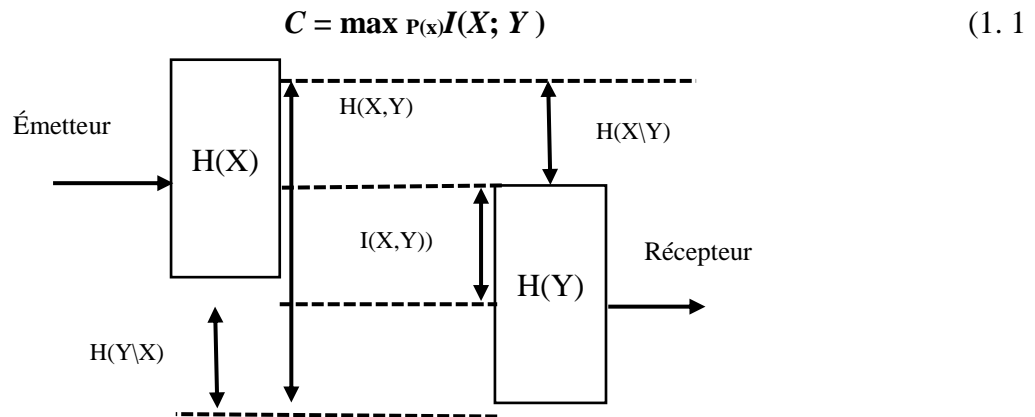 C = max P(x)I(X; Y ) (1. 1
H(X,Y)
Émetteur
H(X\Y)
H(X)
I(X,Y))
Récepteur
H(Y)
H(Y\X)